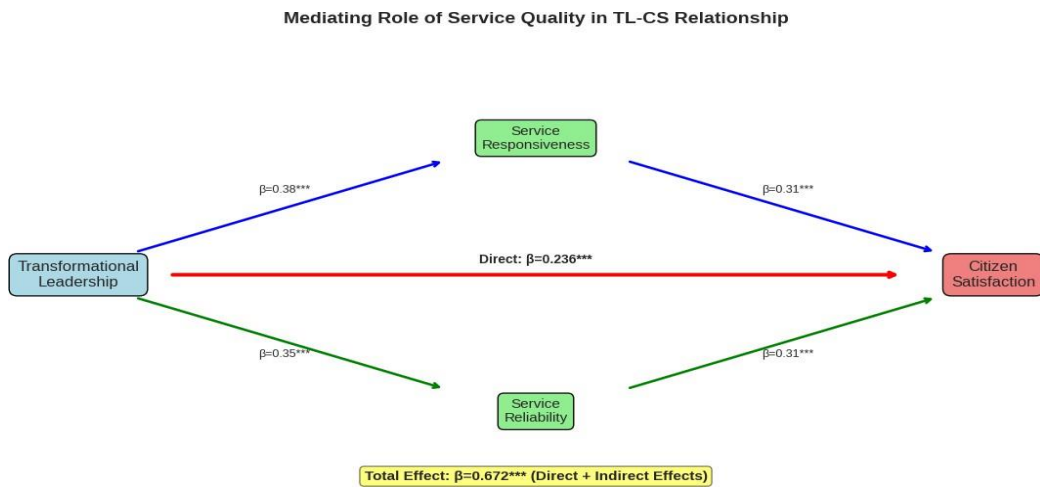 Mediating Role of Service Quality in TL-CS Relationship
Service
Responsiveness
β=0.38***
β=0.31***
Direct: β=0.236***
Transformational
Leadership
Citizen
Satisfaction
β=0.35***
β=0.31***
Service
Reliability
Total Effect: β=0.672*** (Direct + Indirect Effects)